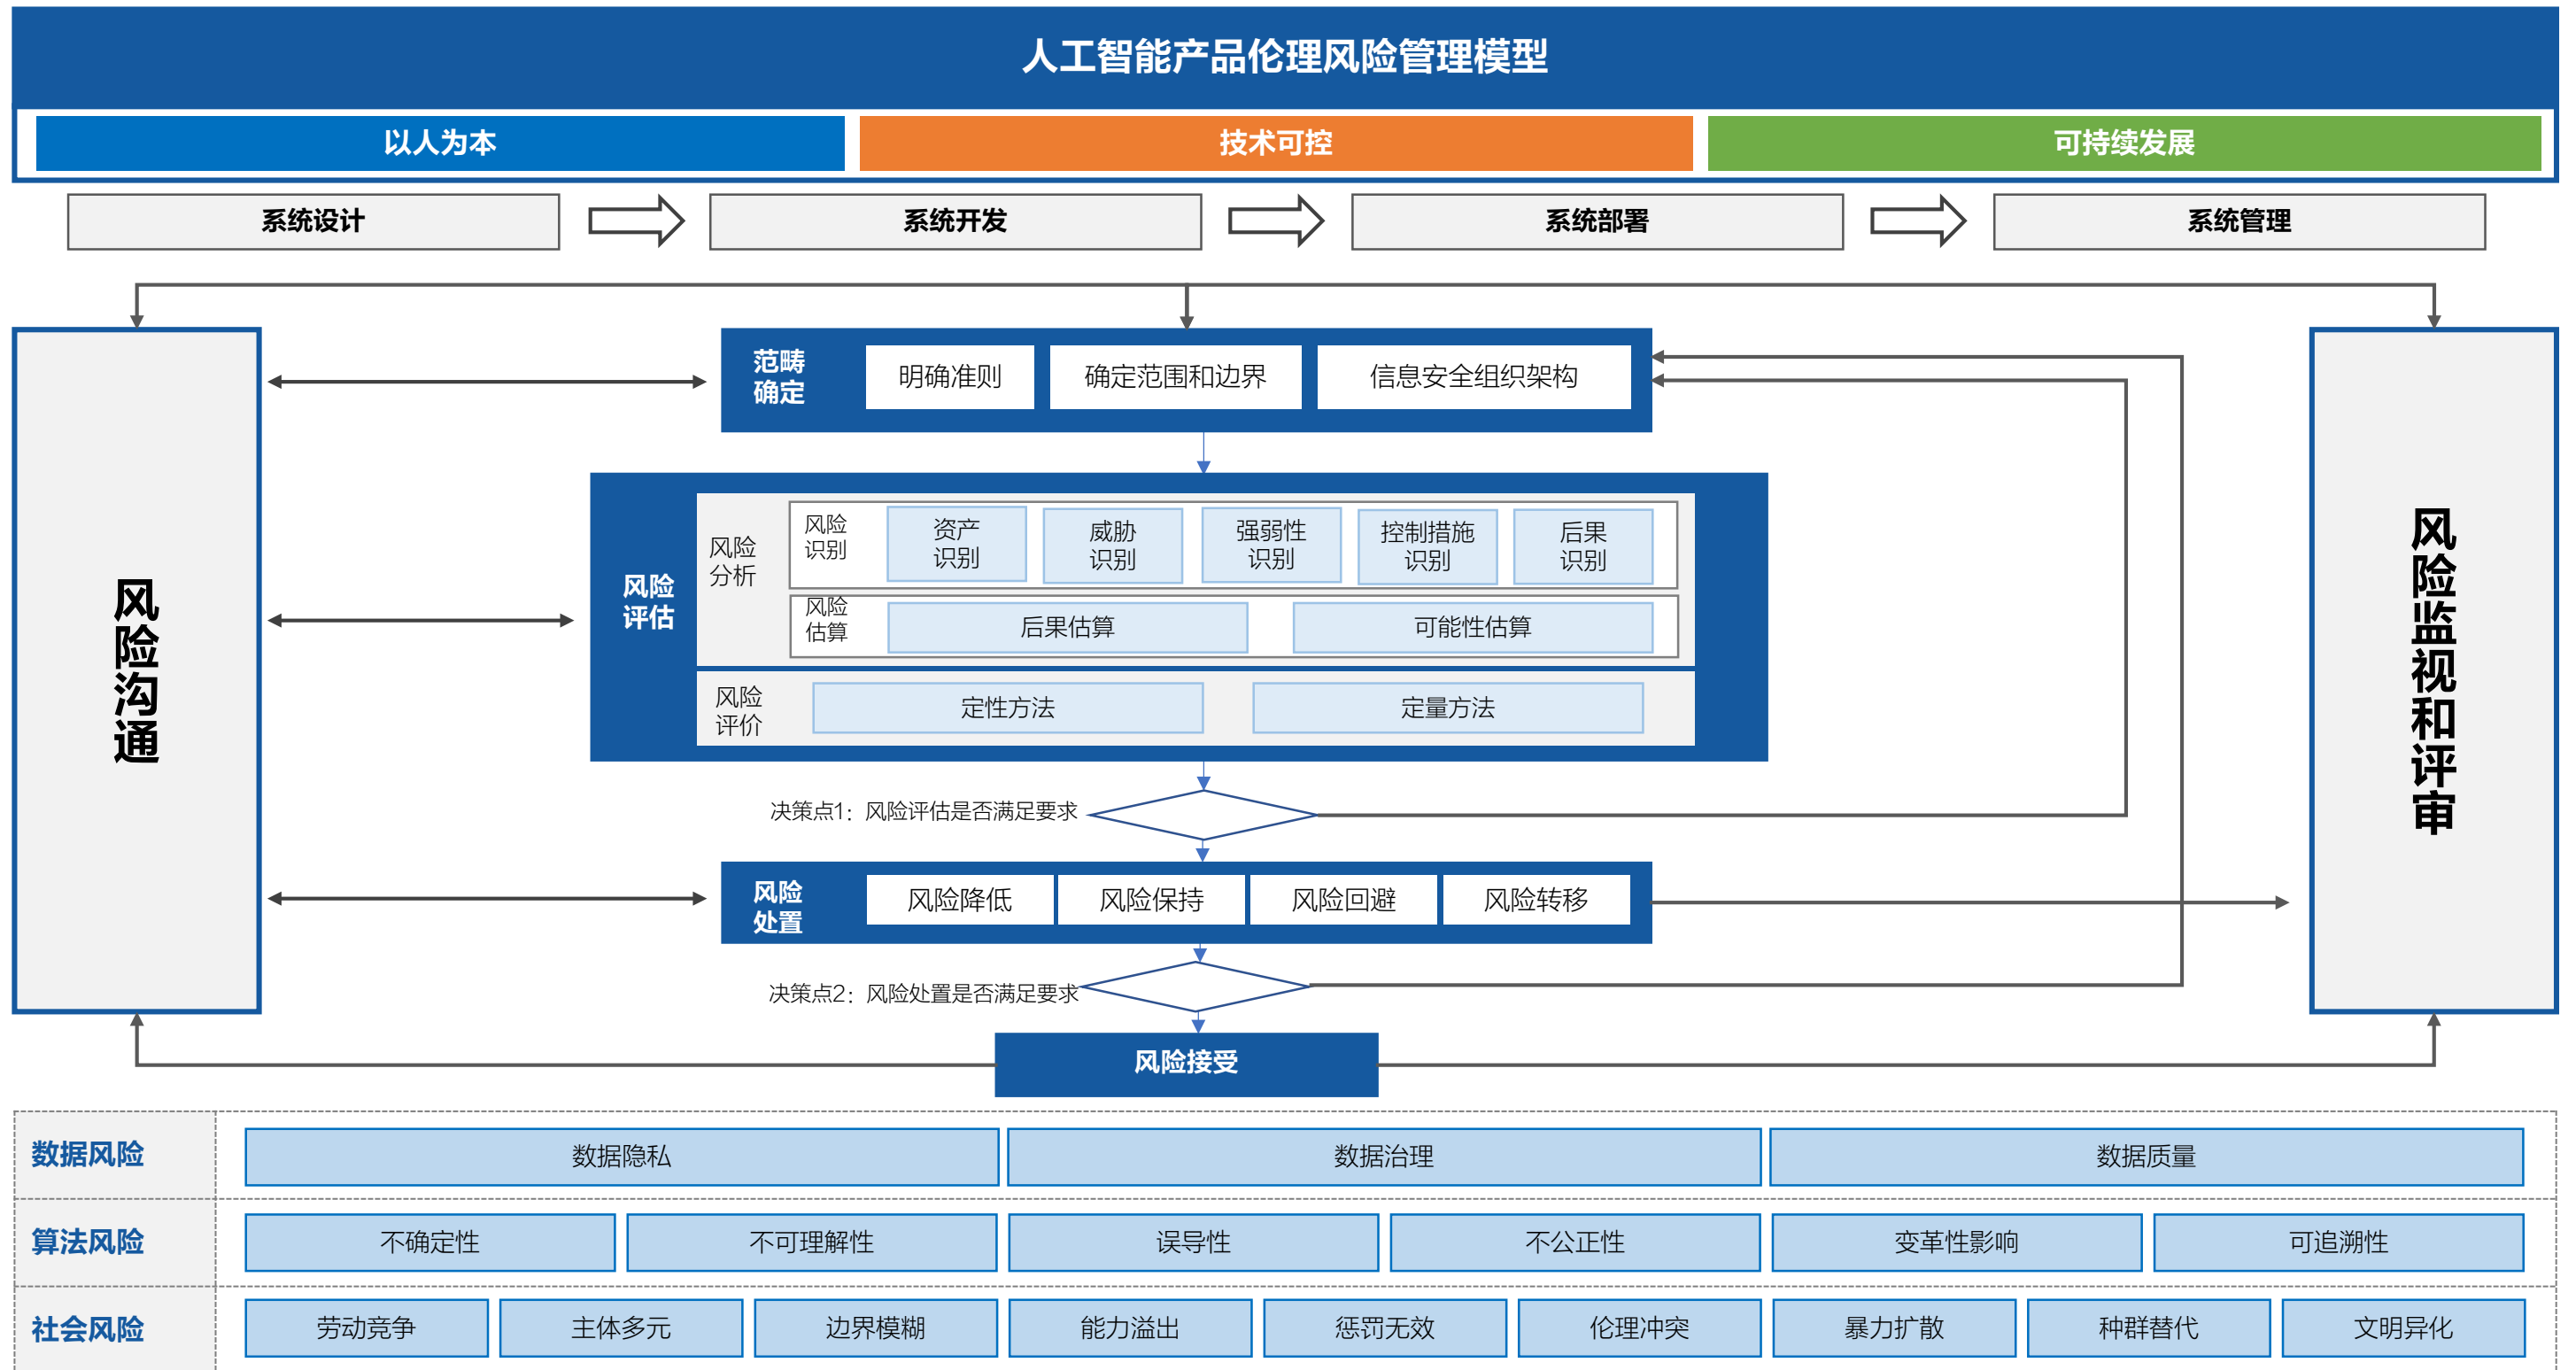 人工智能产品伦理风险管理模型
以人为本
技术可控
可持续发展
系统设计
系统开发
系统部署
系统管理
风险沟通
范畴
确定
明确准则
确定范围和边界
信息安全组织架构
风险
评估
风险
分析
风险
识别
资产
识别
威胁
识别
强弱性
识别
控制措施
识别
后果
识别
风险
估算
后果估算
可能性估算
风险
评价
定性方法
定量方法
决策点1：风险评估是否满足要求
风险
处置
风险降低
风险保持
风险回避
风险转移
决策点2：风险处置是否满足要求
风险接受
风险监视和评审
数据风险
数据隐私
数据治理
数据质量
算法风险
不确定性
不可理解性
误导性
不公正性
变革性影响
可追溯性
社会风险
劳动竞争
主体多元
边界模糊
能力溢出
惩罚无效
伦理冲突
暴力扩散
种群替代
文明异化